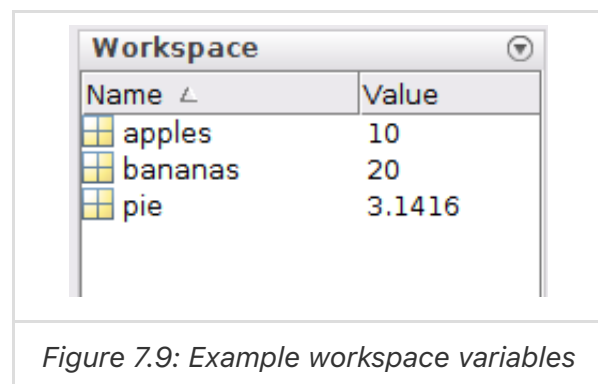 Workspace
Name Value
apples 10
bananas 20
pie 3.1416
Figure 7.9: Example workspace variables